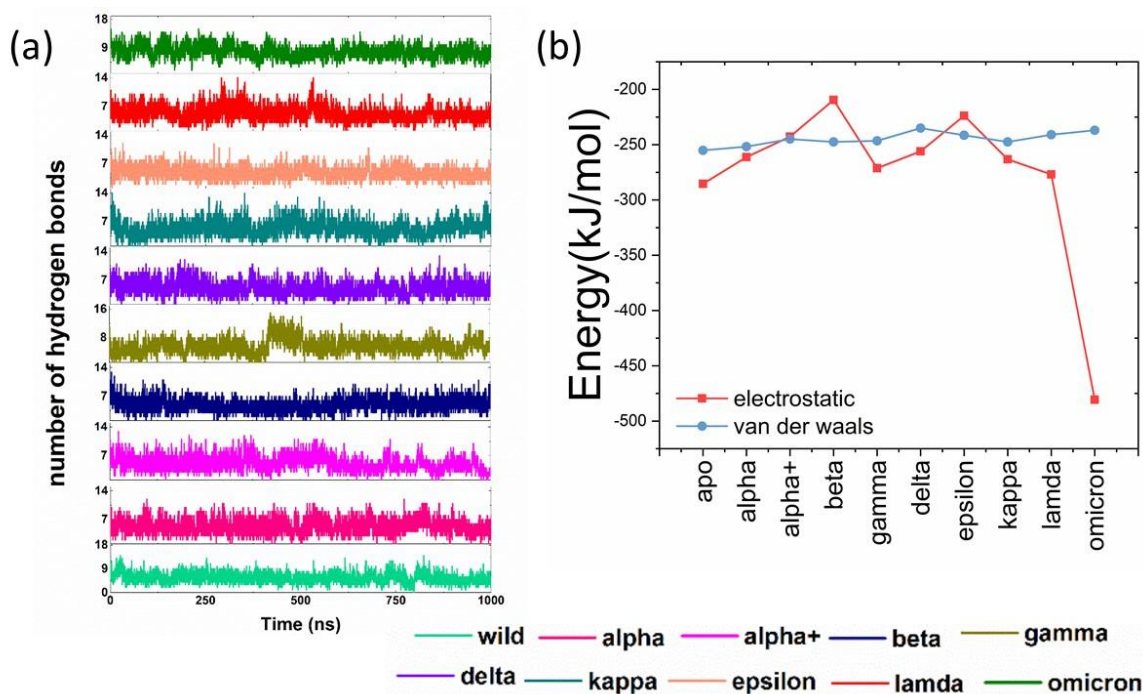 (a)
number of hydrogen bonds
18
9
14
7
14
7
14
7
14
7
16
8
14
7
14
7
14
7
18
9
0
0 250 500 750 1000
Time (ns)
(b)
Energy(kJ/mol)
-200
-250
-300
-350
-400
-450
-500
electrostatic
van der waals
apo
alpha
alpha+
beta
gamma
delta
epsilon
kappa
lamda
omicron
wild alpha alpha+ beta gamma
delta kappa epsilon lamda omicron